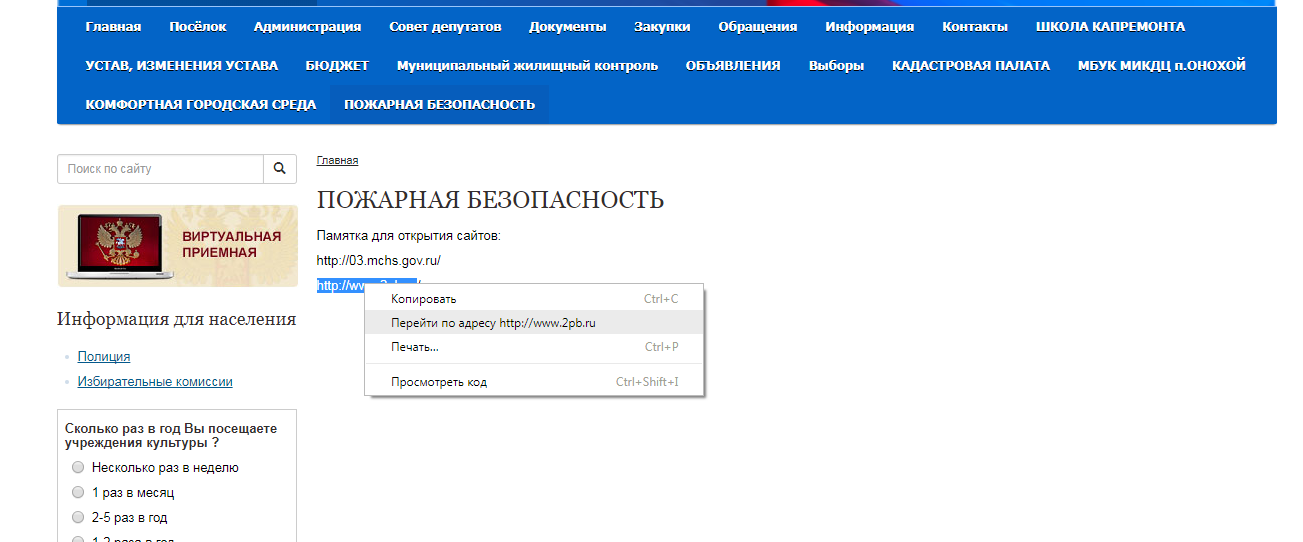 Главная Посёлок Администрация Совет депутатов Документы Закупки Обращения Информация Контакты ШКОЛА КАПРЕМОНТА
УСТАВ, ИЗМЕНЕНИЯ УСТАВА БЮДЖЕТ Муниципальный жилищный контроль ОБЪЯВЛЕНИЯ Выборы КАДАСТРОВАЯ ПАЛАТА МБУК МИКДЦ п.ОНОХОЙ
КОМФОРТНАЯ ГОРОДСКАЯ СРЕДА ПОЖАРНАЯ БЕЗОПАСНОСТЬ
Поиск по сайту
ВИРТУАЛЬНАЯ
ПРИЕМНАЯ
Информация для населения
Полиция
Избирательные комиссии
Сколько раз в год Вы посещаете
учреждения культуры ?
Несколько раз в неделю
1 раз в месяц
2-5 раз в год
Главная
ПОЖАРНАЯ БЕЗОПАСНОСТЬ
Памятка для открытия сайтов:
http://03.mchs.gov.ru/
Копировать Ctrl+C
Перейти по адресу http://www.2pb.ru
Печать... Ctrl+P
Просмотреть код Ctrl+Shift+I